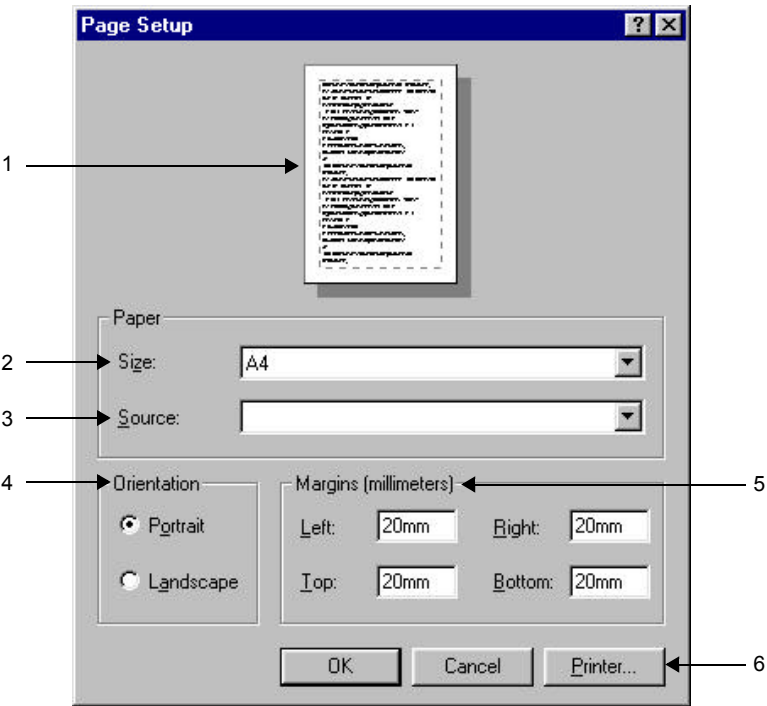 Page Setup
1
Paper
2 Size: A4
3 Source:
4 Orientation Margins (millimeters) 5
Portrait Left: 20mm Right: 20mm
Landscape Top: 20mm Bottom: 20mm
OK Cancel Printer... 6